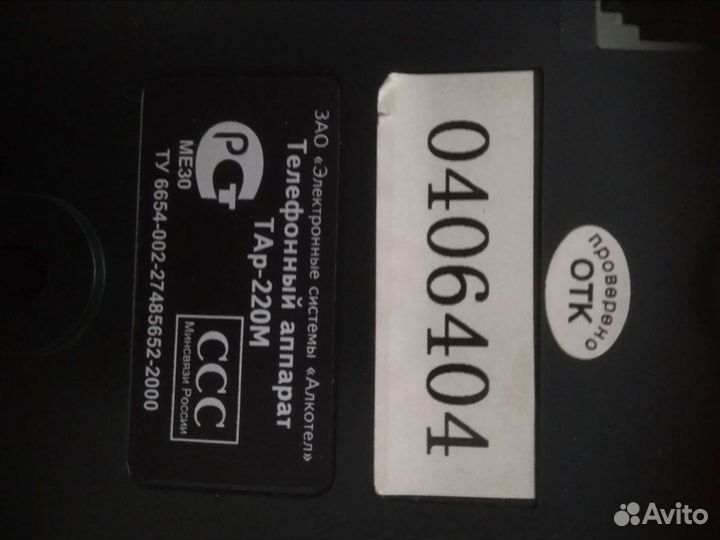 ЗАО «Электронные системы «Алкотел»
Телефонный аппарат
ТАр-220М
РСт
МЕ30
ССС
Минсвязи России
ТУ 6654-002-27485652-2000
0406404
проверено
ОТК
Avito